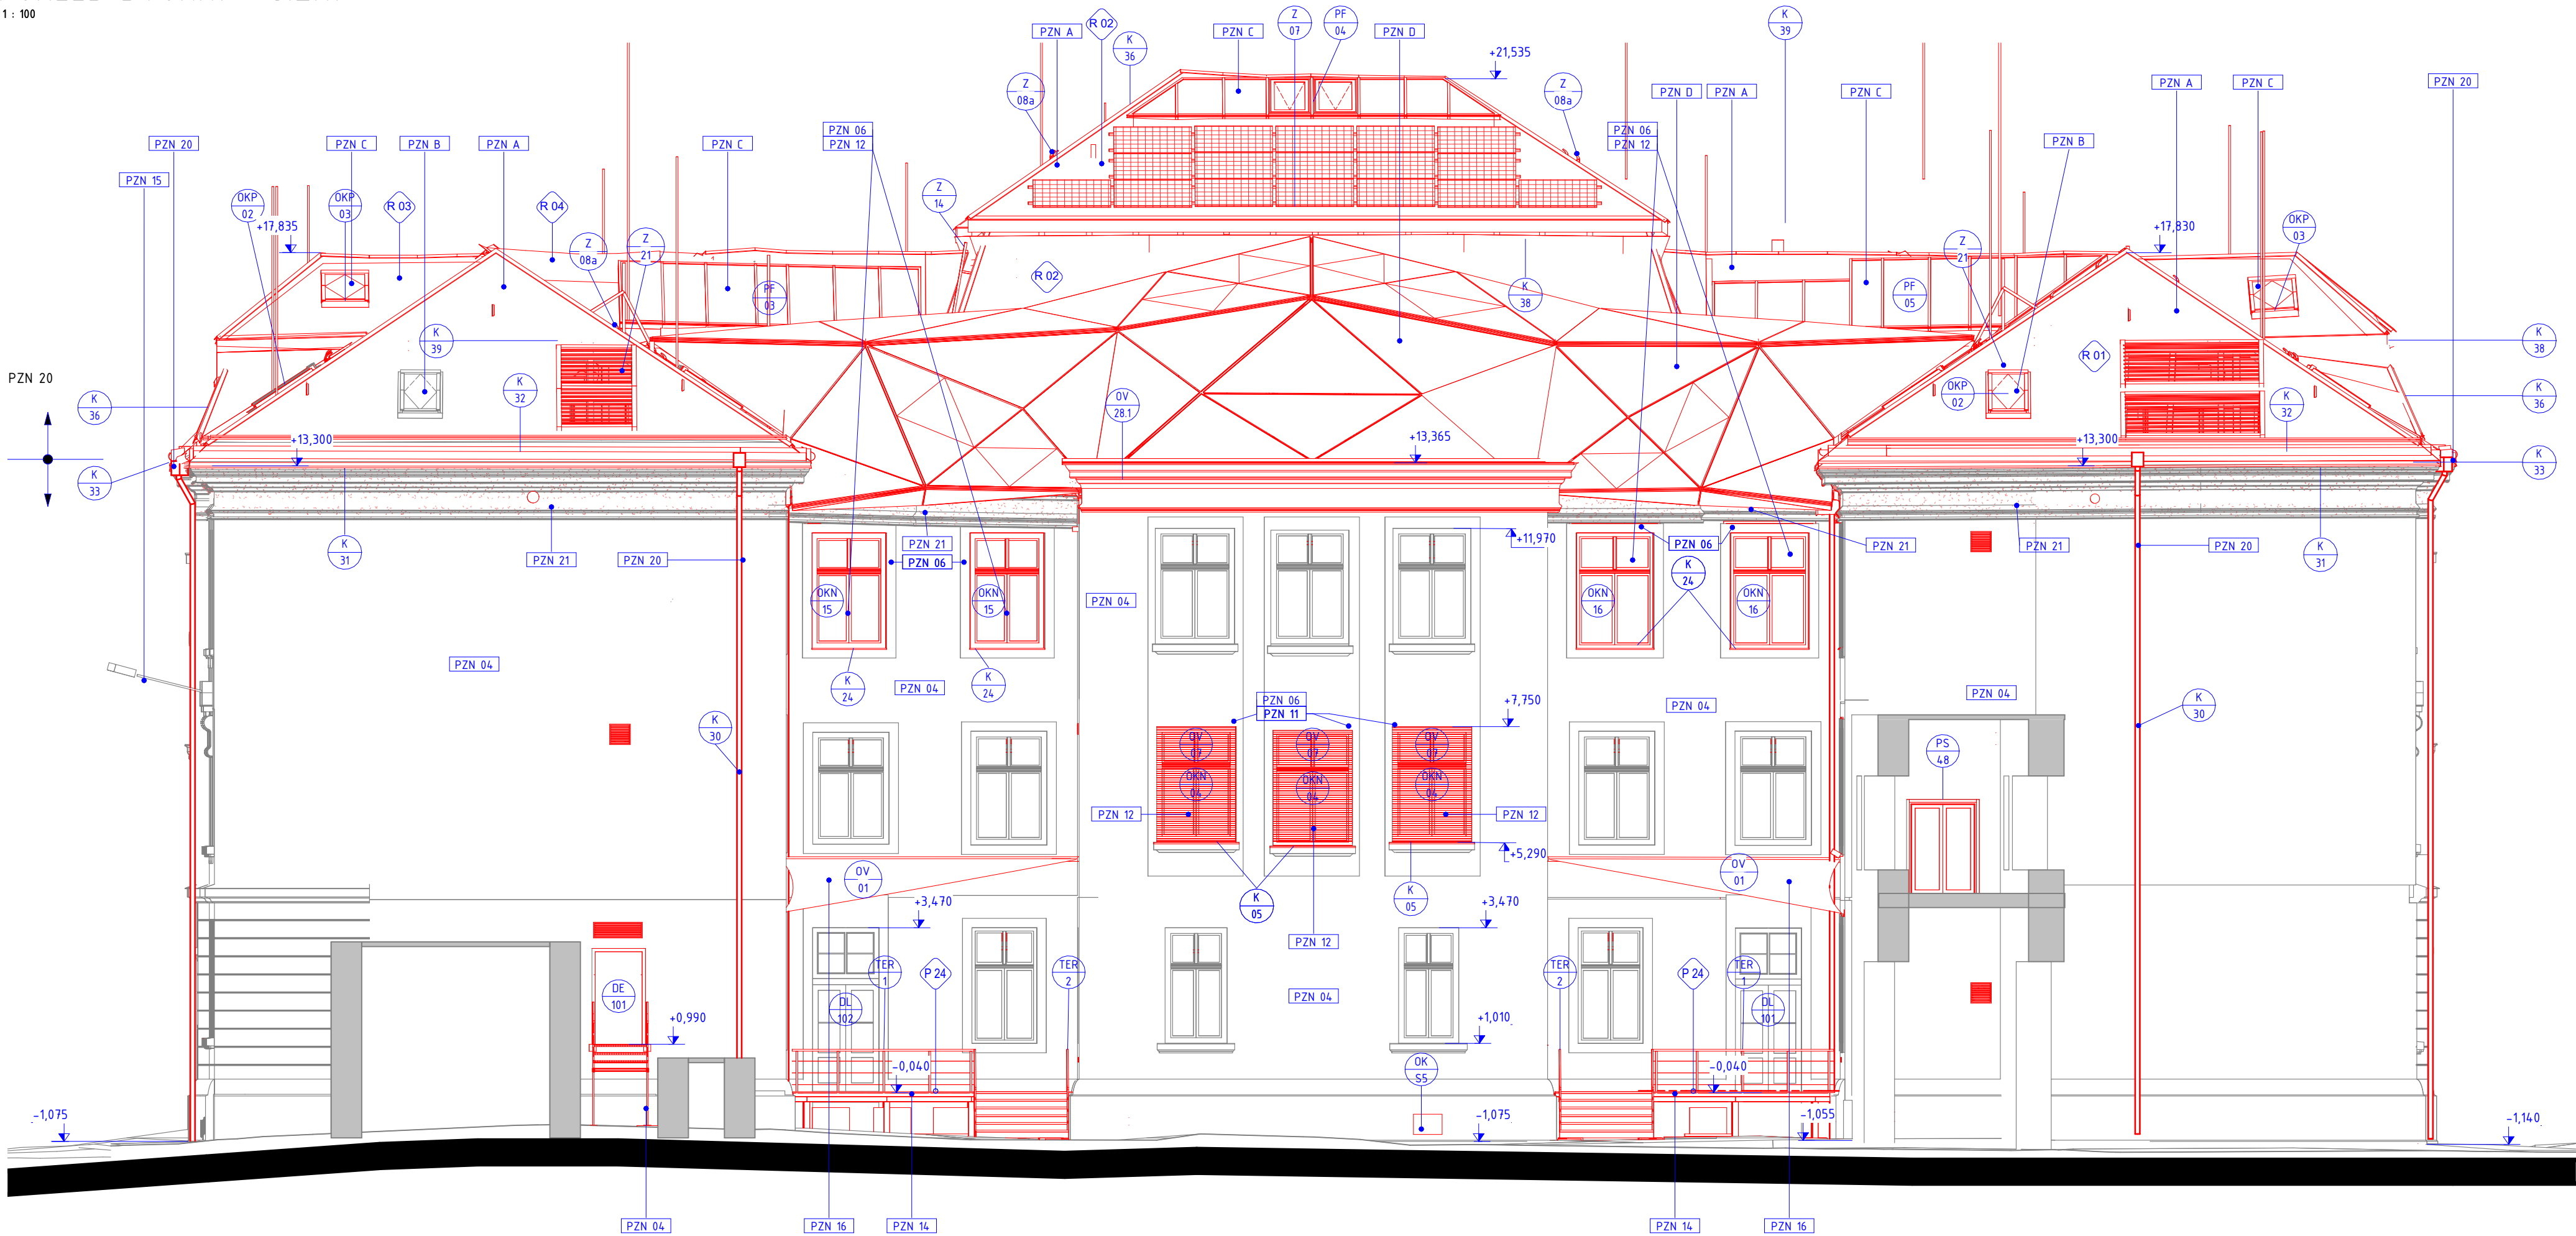 1 : 100
Z
07
PF
04
K
39
R 02
PZN A
K
36
PZN C
PZN D
+21,535
Z
08a
Z
08a
PZN D
PZN A
PZN C
PZN A
PZN C
PZN 20
PZN 06
PZN 12
PZN 06
PZN 12
PZN 20
PZN C
PZN B
PZN A
PZN C
PZN B
PZN 15
OKP
02
OKP
03
R 03
R 04
Z
14
+17,835
Z
08a
Z
21
+17,830
OKP
03
Z
21
R 02
PF
03
K
38
PF
05
K
39
K
38
R 01
PZN 20
K
32
OKP
02
K
36
OV
28.1
K
32
K
36
+13,300
+13,365
+13,300
K
33
K
33
K
31
PZN 21
PZN 20
PZN 21
PZN 06
+11,970
PZN 06
PZN 21
PZN 21
PZN 20
K
31
K
24
OKN
15
OKN
15
PZN 04
OKN
16
OKN
16
PZN 04
K
24
K
24
PZN 04
PZN 06
PZN 11
+7,750
PZN 04
PZN 04
K
30
K
30
OV
07
OV
07
OV
07
PS
48
OKN
04
OKN
04
OKN
04
PZN 12
PZN 12
+5,290
OV
01
OV
01
K
05
K
05
+3,470
+3,470
PZN 12
TER
1
P 24
TER
2
TER
2
P 24
TER
1
DE
101
DL
102
PZN 04
DL
101
+0,990
+1,010
OK
S5
-0,040
-0,040
-1,075
-1,075
-1,055
-1,140
PZN 04
PZN 16
PZN 14
PZN 14
PZN 16